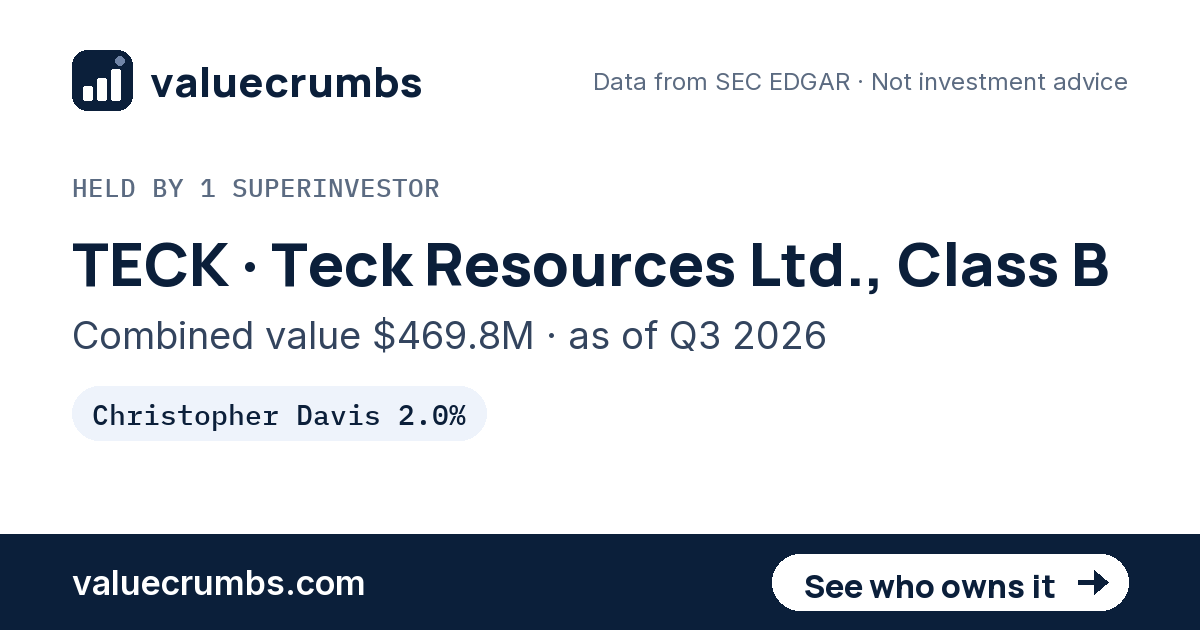 valuecrumbs
Data from SEC EDGAR · Not investment advice
HELD BY 1 SUPERINVESTOR
TECK · Teck Resources Ltd., Class B
Combined value $469.8M · as of Q3 2026
Christopher Davis 2.0%
valuecrumbs.com
See who owns it →